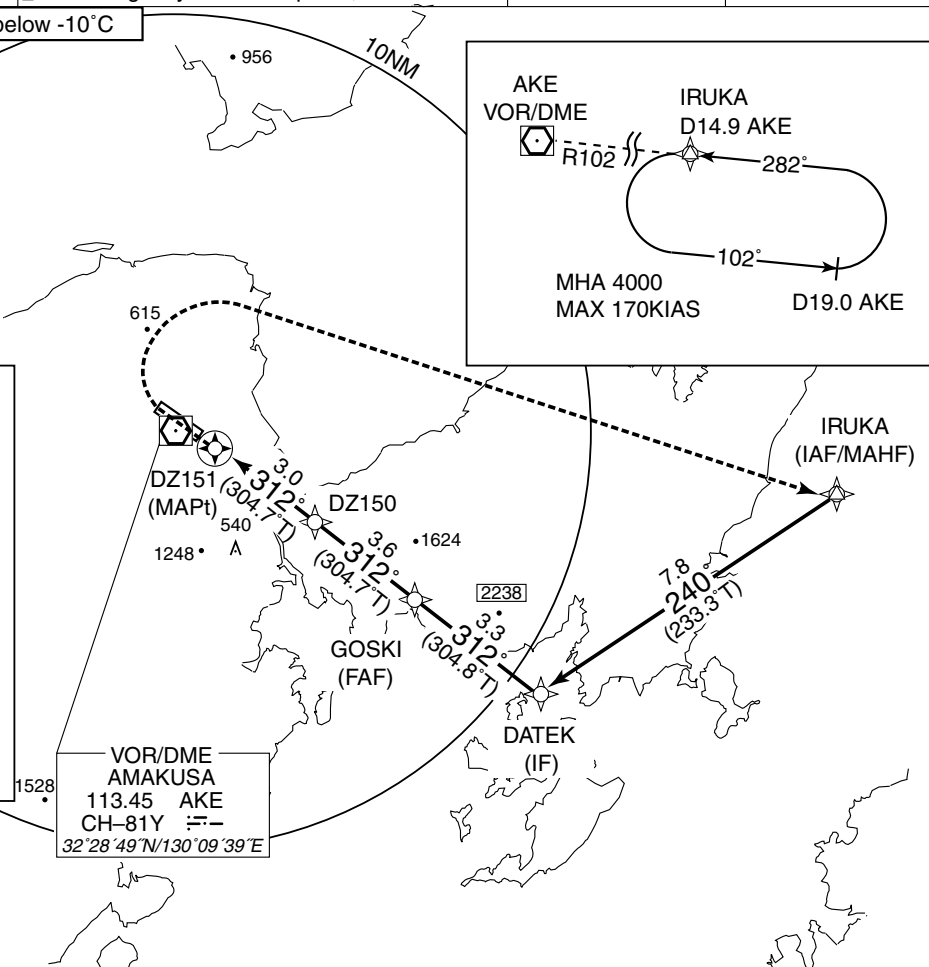 below -10˚C
956
10NM
AKE
VOR/DME
IRUKA
D14.9 AKE
R102
282˚
102˚
MHA 4000
MAX 170KIAS
D19.0 AKE
615
IRUKA
(IAF/MAHF)
DZ151
(MAPt)
3.0
312˚
(304.7˚T)
DZ150
540
1248
3.6
312˚
(304.7˚T)
1624
2238
7.8
240˚
(233.3˚T)
GOSKI
(FAF)
3.3
312˚
(304.8˚T)
DATEK
(IF)
1528
VOR/DME
AMAKUSA
113.45 AKE
CH–81Y
32˚28´49˝N/130˚09´39˝E